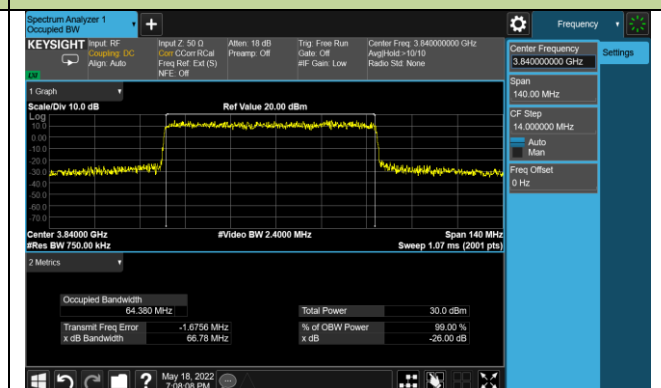 Spectrum Analyzer 1
Occupied BW
Frequency
KEYSIGHT
Input: RF
Coupling: DC
Align: Auto
Input Z: 50 Ω
Corr CCorr RCal
Freq Ref: Ext (S)
NFE: Off
Atten: 18 dB
Preamp: Off
Trig: Free Run
Gate: Off
#IF Gain: Low
Center Freq: 3.840000000 GHz
Avg|Hold:>10/10
Radio Std: None
Center Frequency
3.840000000 GHz
Settings
Span
140.00 MHz
CF Step
14.000000 MHz
Auto
Man
Freq Offset
0 Hz
1 Graph
Scale/Div 10.0 dB
Ref Value 20.00 dBm
Log
10.0
0.00
-10.0
-20.0
-30.0
-40.0
-50.0
-60.0
-70.0
Center 3.84000 GHz
#Video BW 2.4000 MHz
Span 140 MHz
#Res BW 750.00 kHz
Sweep 1.07 ms (2001 pts)
2 Metrics
Occupied Bandwidth
64.380 MHz
Total Power
30.0 dBm
Transmit Freq Error
-1.6756 MHz
% of OBW Power
99.00 %
x dB Bandwidth
66.78 MHz
x dB
-26.00 dB
May 18, 2022
7:08:08 PM